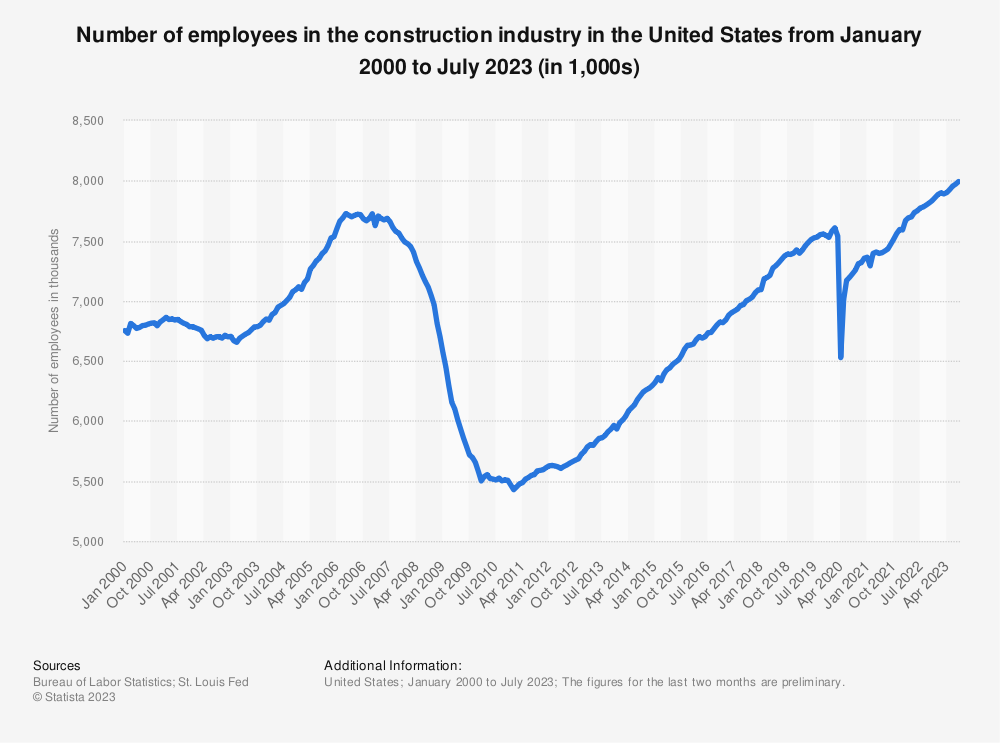 Number of employees in the construction industry in the United States from January
2000 to July 2023 (in 1,000s)
Number of employees in thousands
8,500
8,000
7,500
7,000
6,500
6,000
5,500
5,000
Jan 2000
Oct 2000
Jul 2001
Apr 2002
Jan 2003
Oct 2003
Jul 2004
Apr 2005
Jan 2006
Oct 2006
Jul 2007
Apr 2008
Jan 2009
Oct 2009
Jul 2010
Apr 2011
Jan 2012
Oct 2012
Jul 2013
Apr 2014
Jan 2015
Oct 2015
Jul 2016
Apr 2017
Jan 2018
Oct 2018
Jul 2019
Apr 2020
Jan 2021
Oct 2021
Jul 2022
Apr 2023
Sources
Bureau of Labor Statistics; St. Louis Fed
© Statista 2023
Additional Information:
United States; January 2000 to July 2023; The figures for the last two months are preliminary.